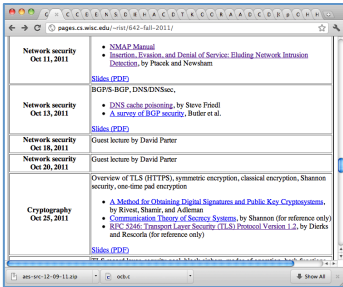 pages.cs.wisc.edu/~rist/642-fall-2011/
Network security
Oct 11, 2011
NMAP Manual
Insertion, Evasion, and Denial of Service: Eluding Network Intrusion
Detection, by Ptacek and Newsham
Slides (PDF)
Network security
Oct 13, 2011
BGP/S-BGP, DNS/DNSsec,
DNS cache poisoning, by Steve Friedl
A survey of BGP security, Butler et al.
Slides (PDF)
Network security
Oct 18, 2011
Guest lecture by David Parter
Network security
Oct 20, 2011
Guest lecture by David Parter
Cryptography
Oct 25, 2011
Overview of TLS (HTTPS), symmetric encryption, classical encryption, Shannon
security, one-time pad encryption
A Method for Obtaining Digital Signatures and Public Key Cryptosystems,
by Rivest, Shamir, and Adleman
Communication Theory of Secrecy Systems, by Shannon (for reference only)
RFC 5246: Transport Layer Security (TLS) Protocol Version 1.2, by Dierks
and Rescorla (for reference only)
Slides (PDF)
aes-src-12-09-11.zip
ocb.c
Show All